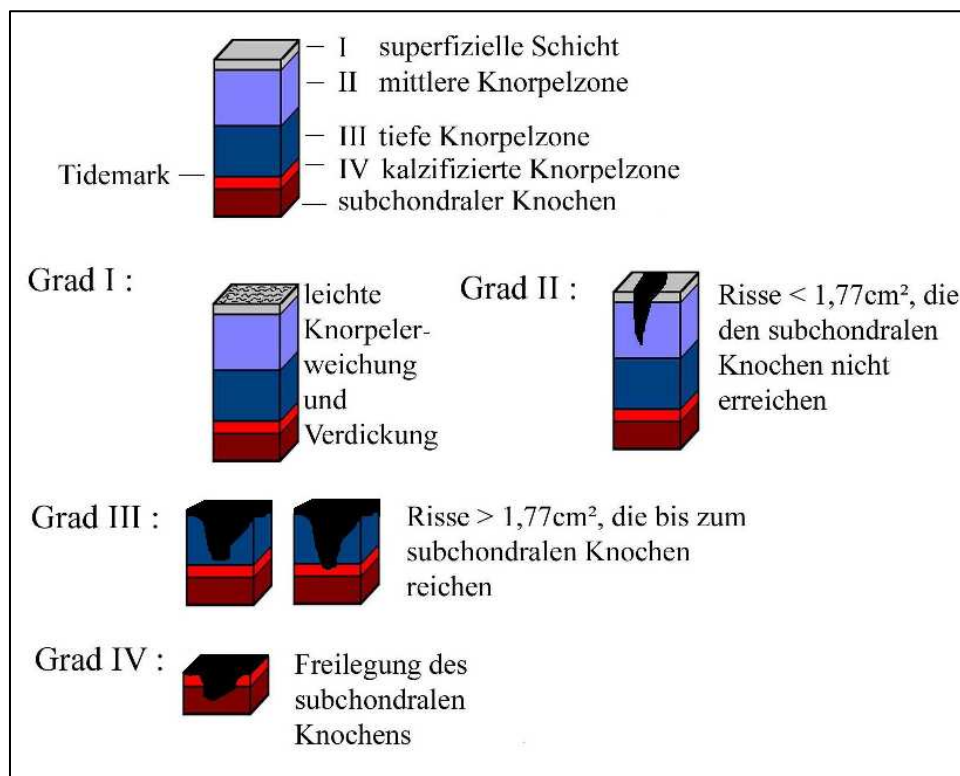 I superfizielle Schicht
II mittlere Knorpelzone
III tiefe Knorpelzone
IV kalzifizierte Knorpelzone
Tidemark
subchondraler Knochen
Grad I :
leichte
Knorpeler-
weichung
und
Verdickung
Grad II :
Risse < 1,77cm², die
den subchondralen
Knochen nicht
erreichen
Grad III :
Risse > 1,77cm², die bis zum
subchondralen Knochen
reichen
Grad IV :
Freilegung des
subchondralen
Knochens